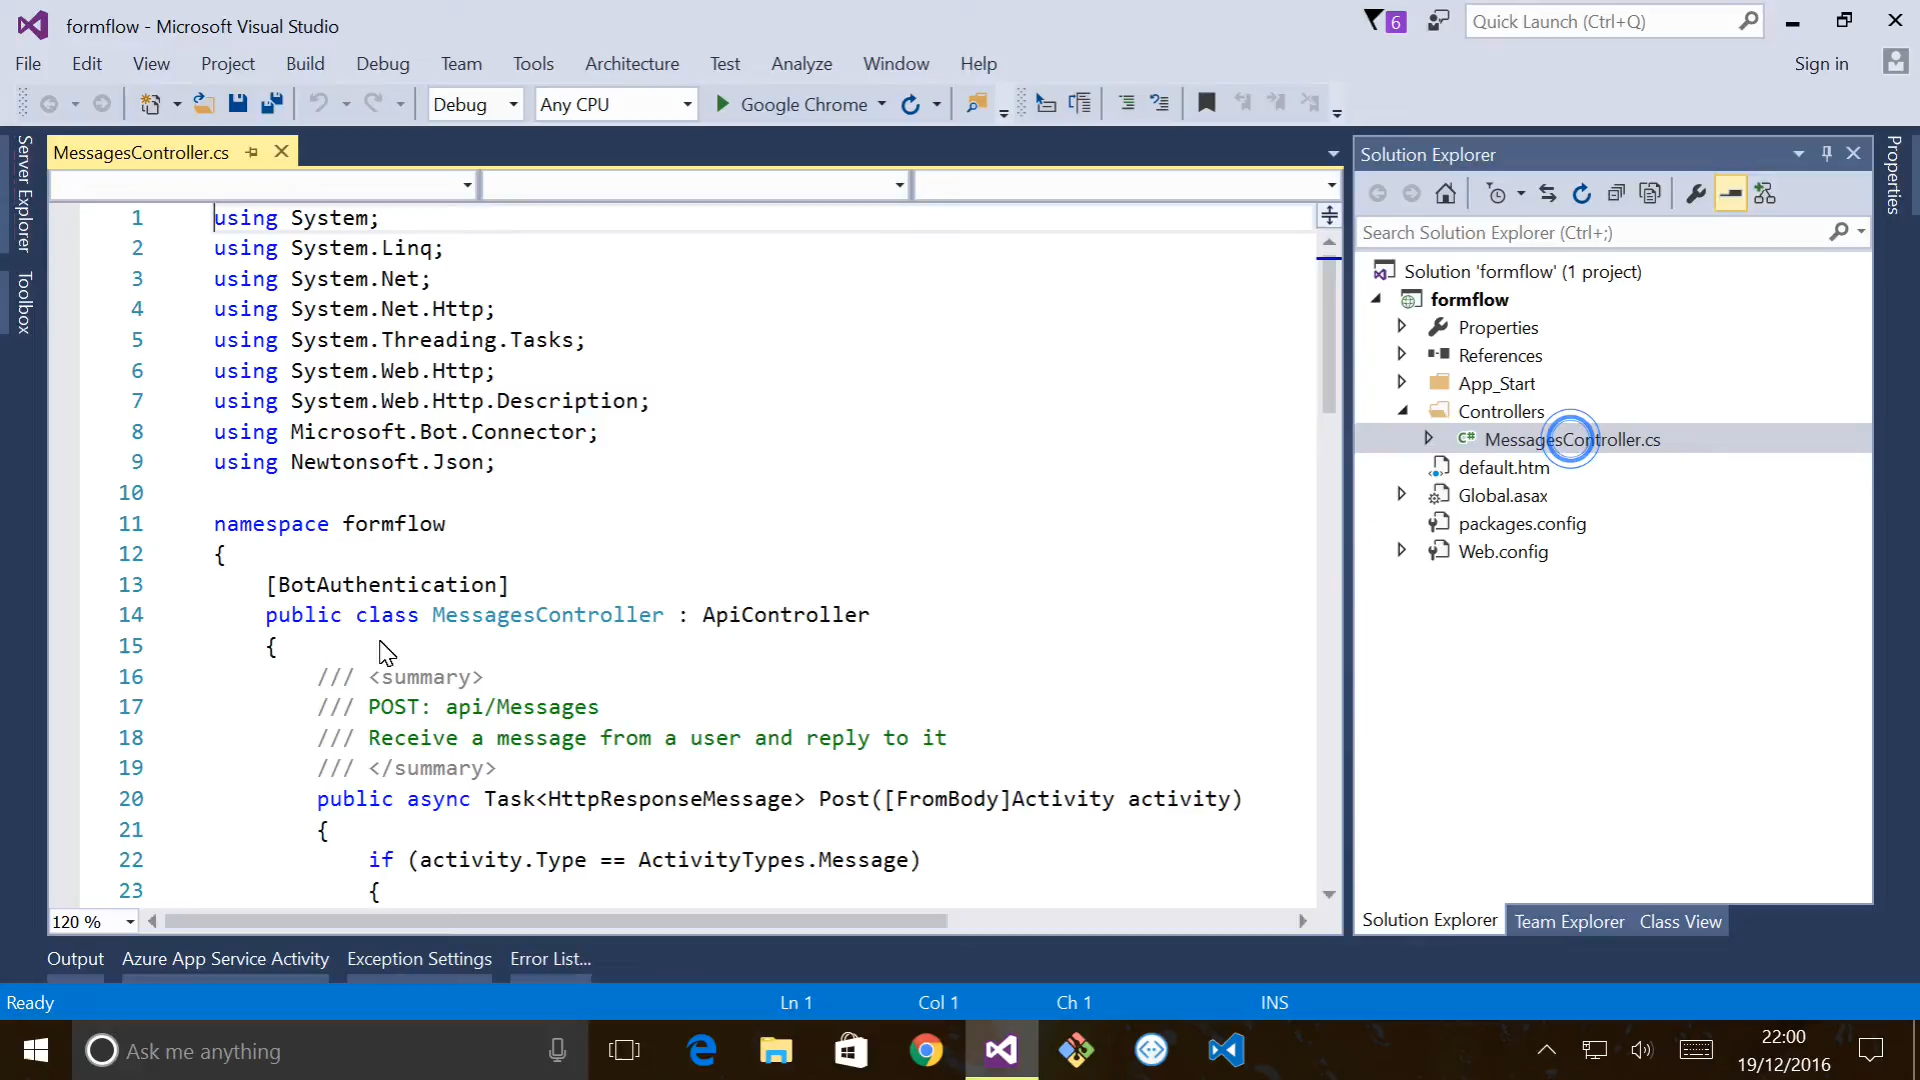 formflow - Microsoft Visual Studio
6
Quick Launch (Ctrl+Q)
File Edit View Project Build Debug Team Tools Architecture Test Analyze Window Help
Sign in
Debug Any CPU Google Chrome
Server Explorer
Toolbox
MessagesController.cs
1 using System;
2 using System.Linq;
3 using System.Net;
4 using System.Net.Http;
5 using System.Threading.Tasks;
6 using System.Web.Http;
7 using System.Web.Http.Description;
8 using Microsoft.Bot.Connector;
9 using Newtonsoft.Json;
10
11 namespace formflow
12 {
13 [BotAuthentication]
14 public class MessagesController : ApiController
15 {
16 /// <summary>
17 /// POST: api/Messages
18 /// Receive a message from a user and reply to it
19 /// </summary>
20 public async Task<HttpResponseMessage> Post([FromBody]Activity activity)
21 {
22 if (activity.Type == ActivityTypes.Message)
23 {
120 %
Solution Explorer
Search Solution Explorer (Ctrl+;)
Solution 'formflow' (1 project)
formflow
Properties
References
App_Start
Controllers
C# MessagesController.cs
default.htm
Global.asax
packages.config
Web.config
Solution Explorer Team Explorer Class View
Properties
Output Azure App Service Activity Exception Settings Error List...
Ready Ln 1 Col 1 Ch 1 INS
Ask me anything
22:00
19/12/2016